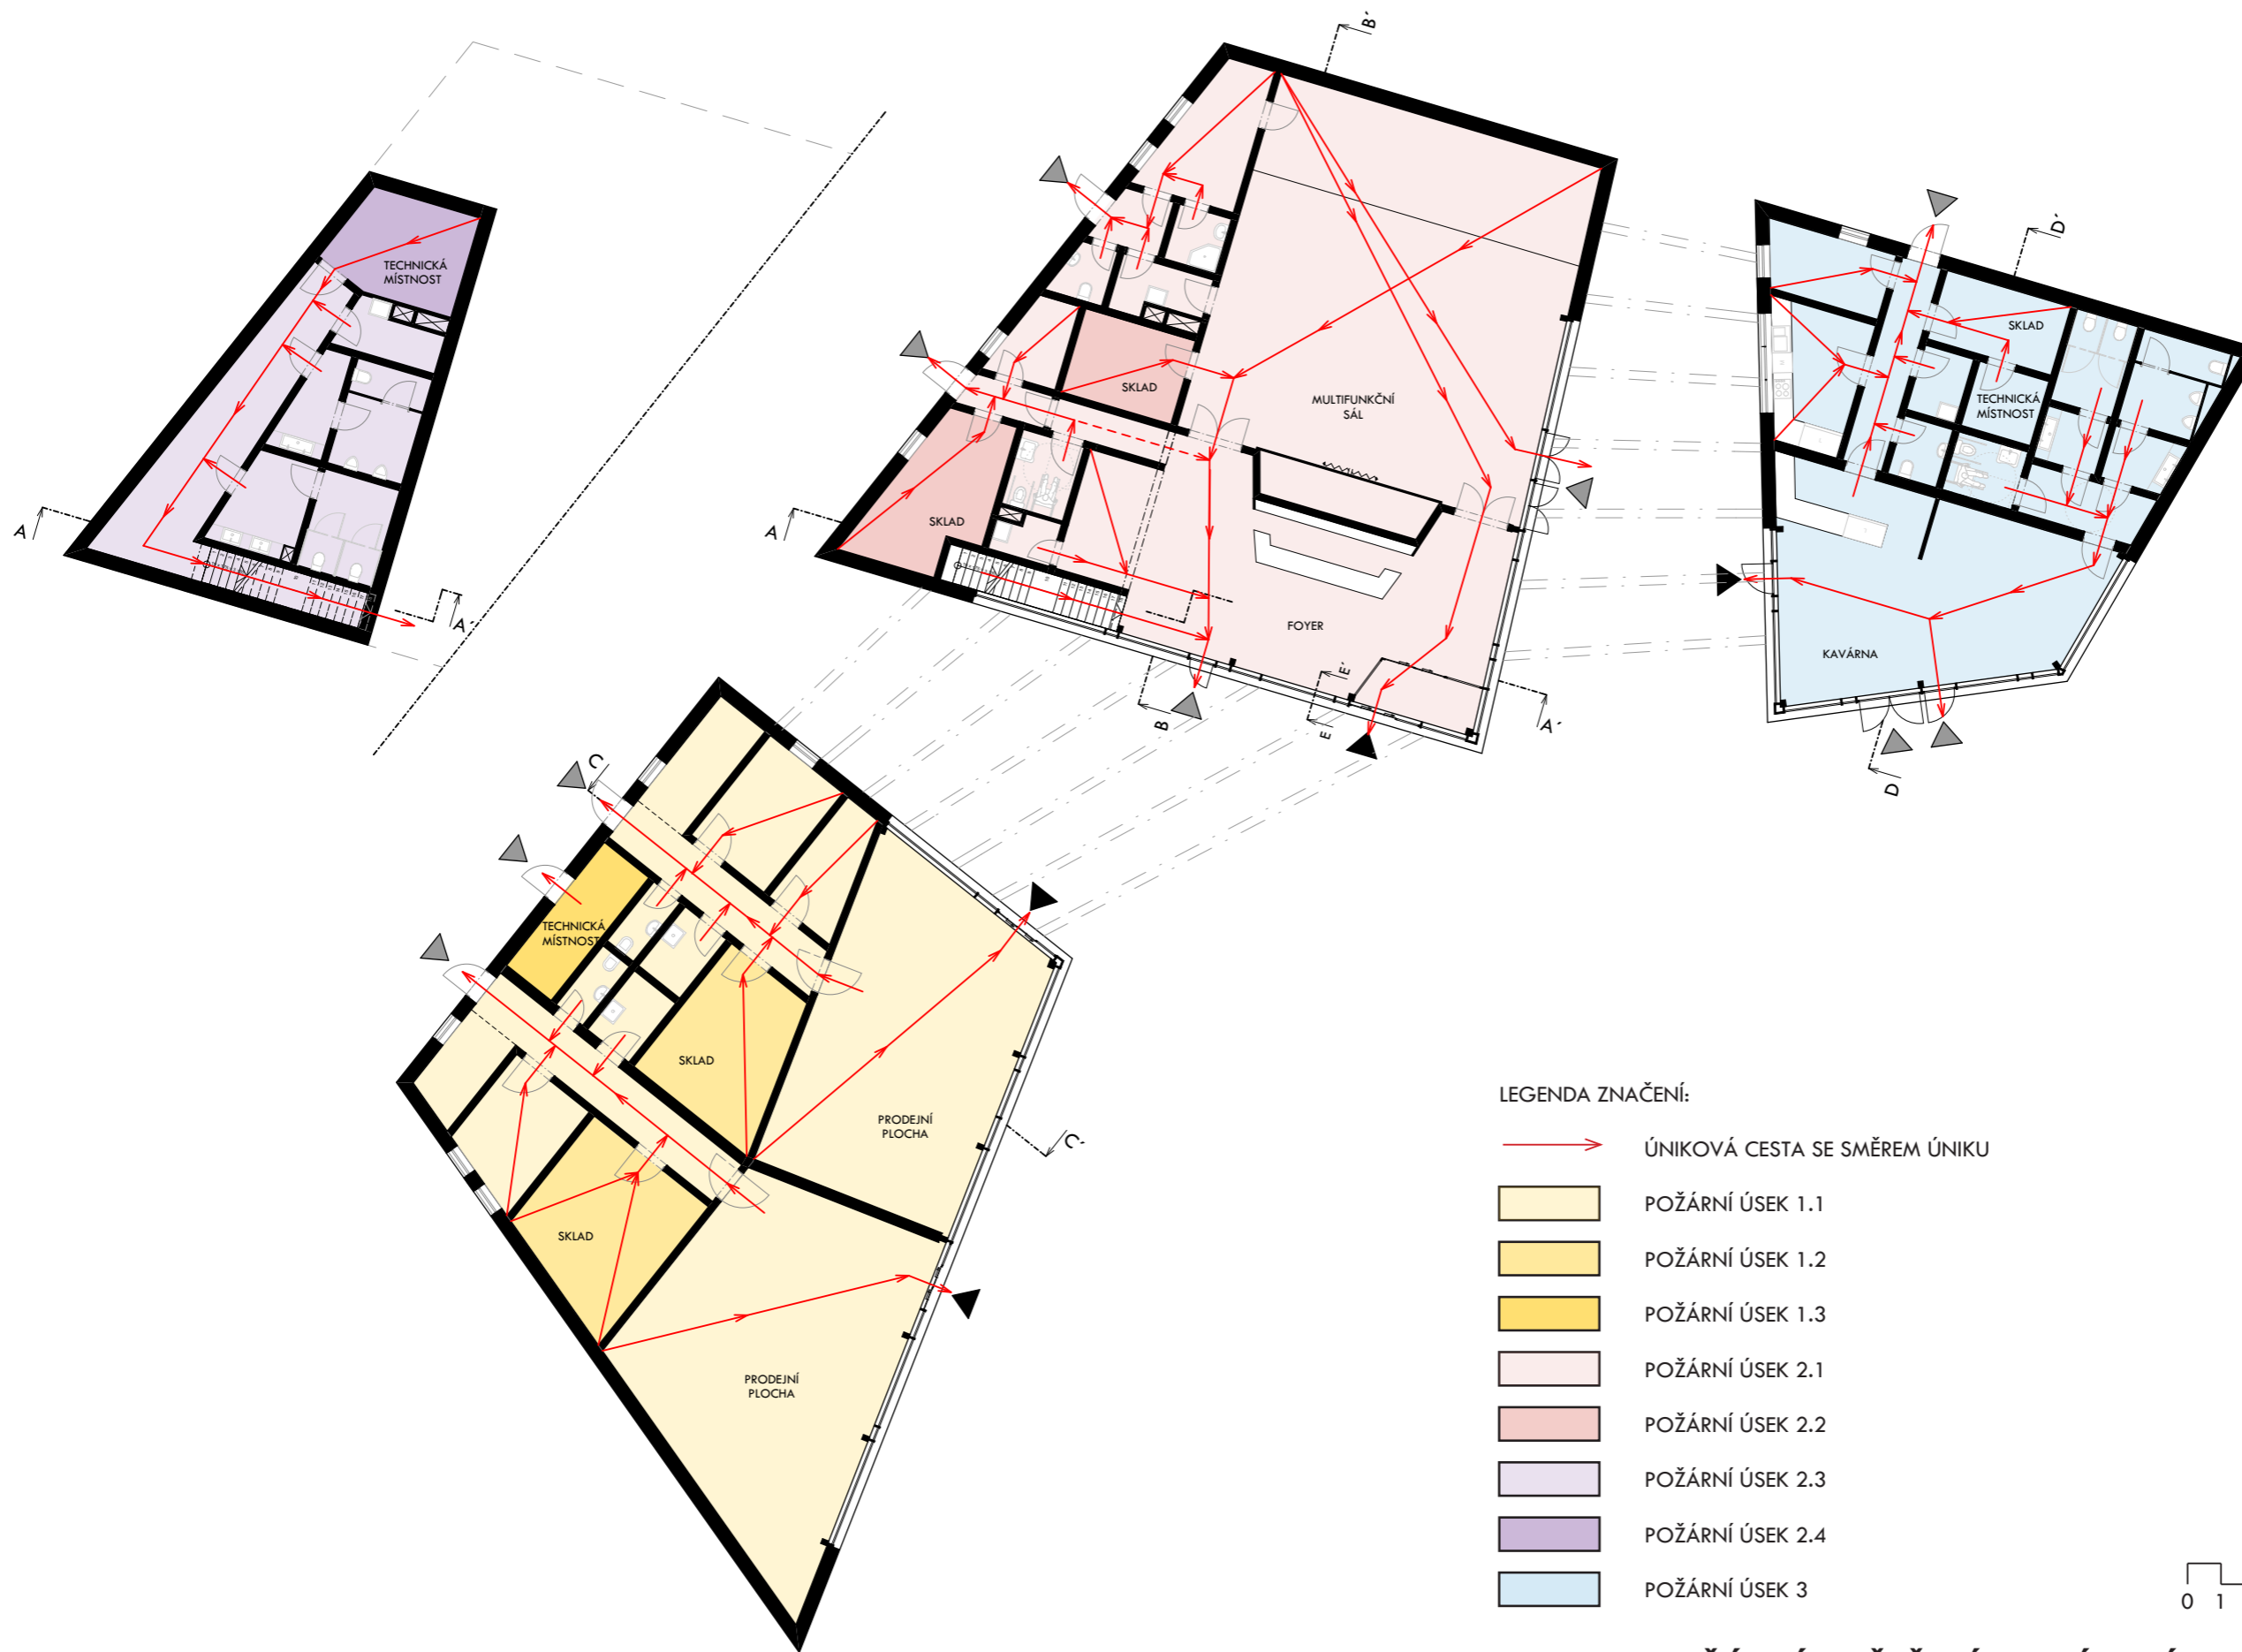 B´
D´
TECHNICKÁ
MÍSTNOST
SKLAD
SKLAD
MULTIFUNKČNÍ
SÁL
TECHNICKÁ
MÍSTNOST
A
A
SKLAD
A´
FOYER
KAVÁRNA
E´
B
E
A´
C
D
TECHNICKÁ
MÍSTNOST
SKLAD
PRODEJNÍ
PLOCHA
C´
SKLAD
PRODEJNÍ
PLOCHA
LEGENDA ZNAČENÍ:
ÚNIKOVÁ CESTA SE SMĚREM ÚNIKU
POŽÁRNÍ ÚSEK 1.1
POŽÁRNÍ ÚSEK 1.2
POŽÁRNÍ ÚSEK 1.3
POŽÁRNÍ ÚSEK 2.1
POŽÁRNÍ ÚSEK 2.2
POŽÁRNÍ ÚSEK 2.3
POŽÁRNÍ ÚSEK 2.4
POŽÁRNÍ ÚSEK 3
0 1